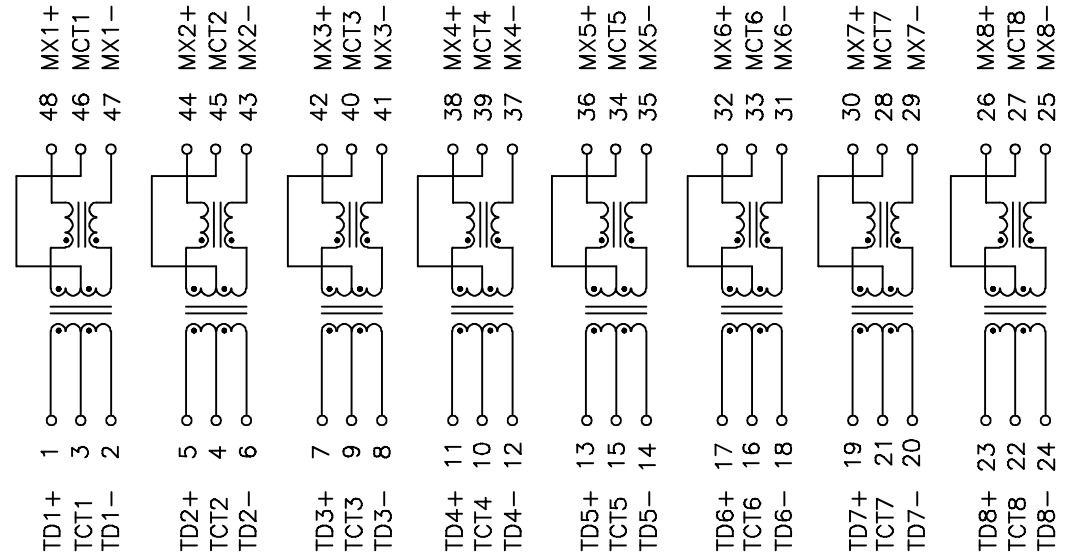 TD1+ 1 48 MX1+
TCT1 3 46 MCT1
TD1− 2 47 MX1−
TD2+ 5 44 MX2+
TCT2 4 45 MCT2
TD2− 6 43 MX2−
TD3+ 7 42 MX3+
TCT3 9 40 MCT3
TD3− 8 41 MX3−
TD4+ 11 38 MX4+
TCT4 10 39 MCT4
TD4− 12 37 MX4−
TD5+ 13 36 MX5+
TCT5 15 34 MCT5
TD5− 14 35 MX5−
TD6+ 17 32 MX6+
TCT6 16 33 MCT6
TD6− 18 31 MX6−
TD7+ 19 30 MX7+
TCT7 21 28 MCT7
TD7− 20 29 MX7−
TD8+ 23 26 MX8+
TCT8 22 27 MCT8
TD8− 24 25 MX8−